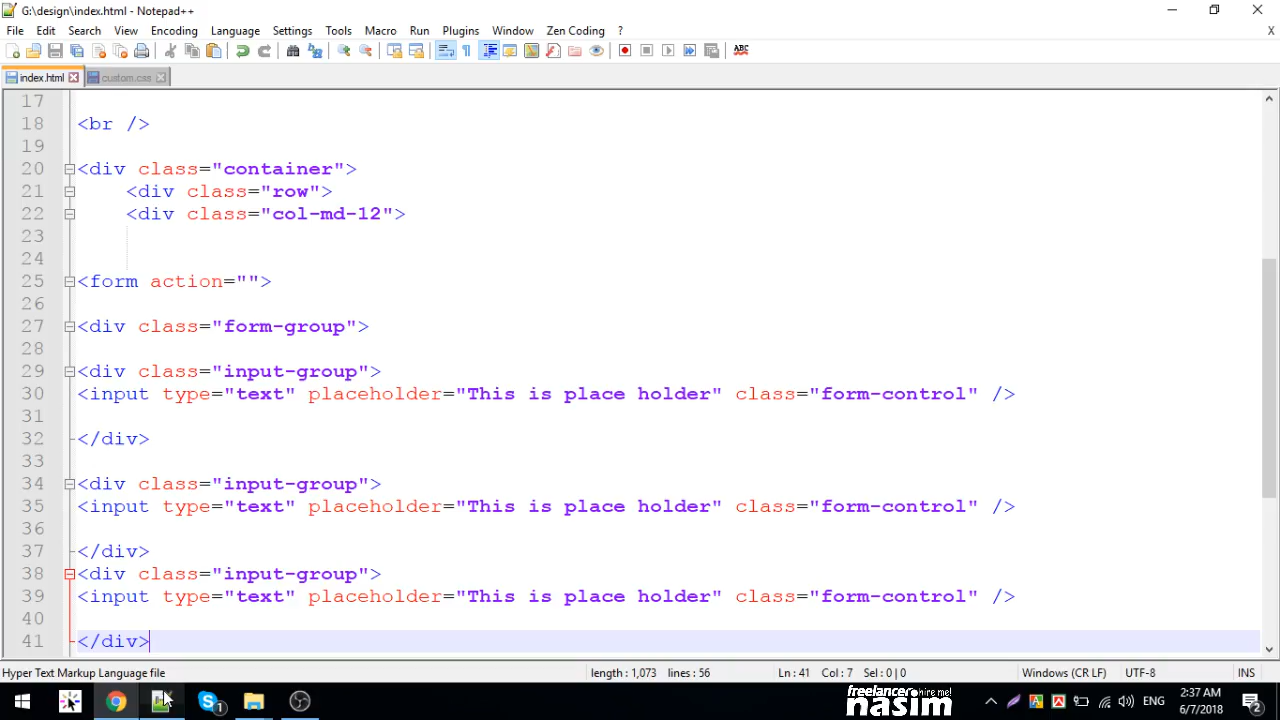 G:\design\index.html - Notepad++
File Edit Search View Encoding Language Settings Tools Macro Run Plugins Window Zen Coding ? X
ABC
index.html custom.css
17
18 <br />
19
20 <div class="container">
21 <div class="row">
22 <div class="col-md-12">
23
24
25 <form action="">
26
27 <div class="form-group">
28
29 <div class="input-group">
30 <input type="text" placeholder="This is place holder" class="form-control" />
31
32 </div>
33
34 <div class="input-group">
35 <input type="text" placeholder="This is place holder" class="form-control" />
36
37 </div>
38 <div class="input-group">
39 <input type="text" placeholder="This is place holder" class="form-control" />
40
41 </div>
Hyper Text Markup Language file length : 1,073 lines : 56 Ln : 41 Col : 7 Sel : 0 | 0 Windows (CR LF) UTF-8 INS
freelancer hire me!
nasim
ENG
2:37 AM
6/7/2018
1
2